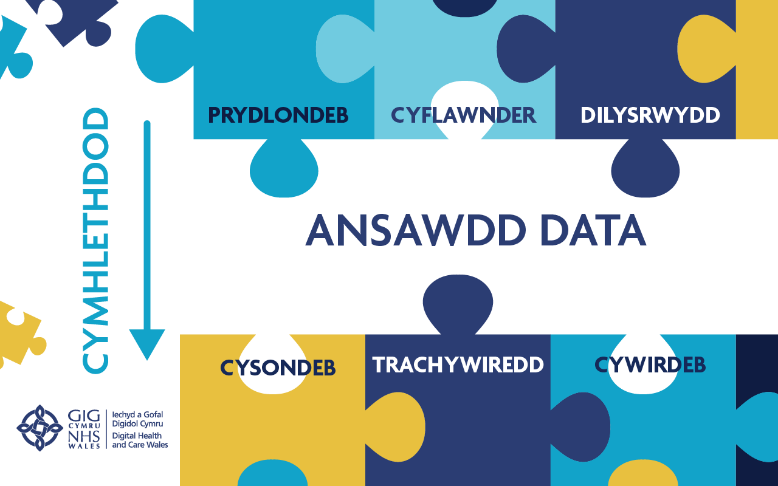 PRYDLONDEB
CYFLAWNDER
DILYSRWYDD
CYMHLETHDOD
ANSAWDD DATA
CYSONDEB
TRACHYWIREDD
CYWIRDEB
GIG
CYMRU
NHS
WALES
Iechyd a Gofal
Digidol Cymru
Digital Health
and Care Wales